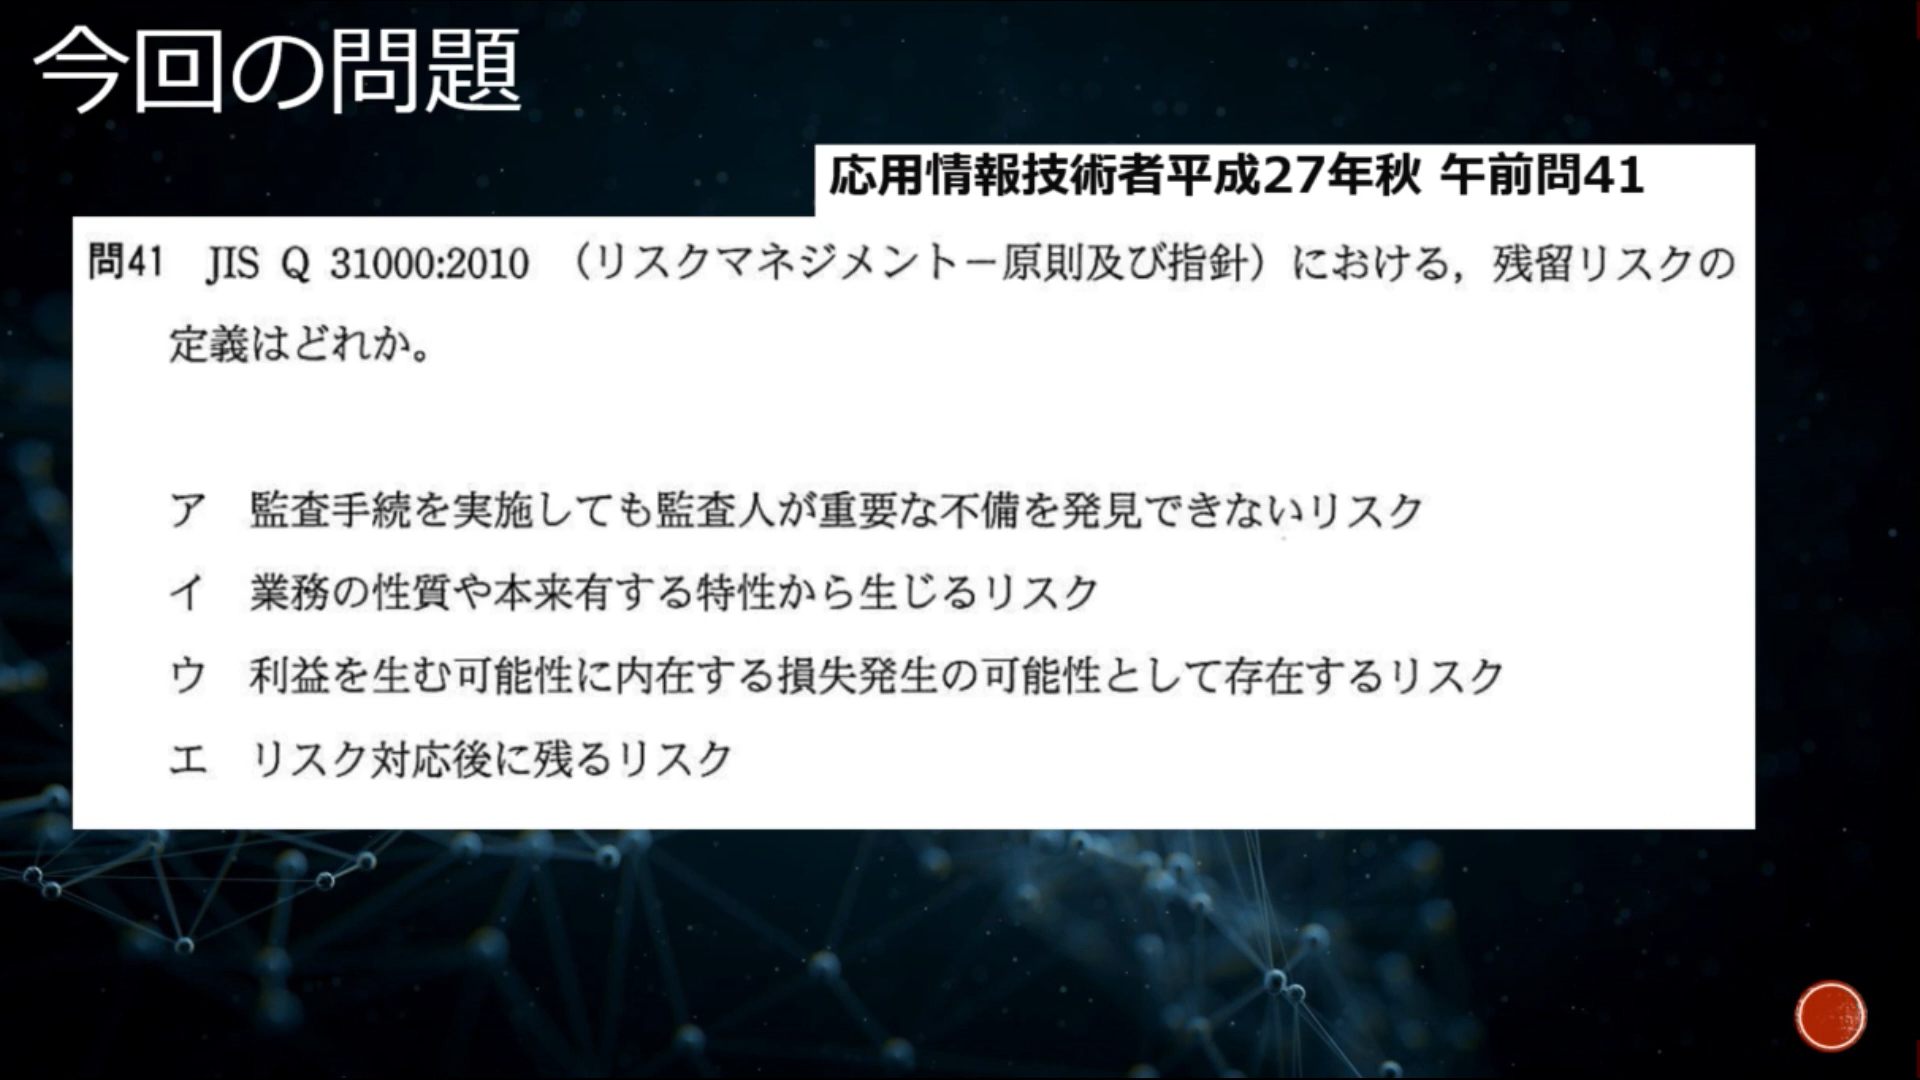 今回の問題
応用情報技術者平成27年秋 午前問41
問41 JIS Q 31000:2010 （リスクマネジメント－原則及び指針）における，残留リスクの
定義はどれか。
ア 監査手続を実施しても監査人が重要な不備を発見できないリスク
イ 業務の性質や本来有する特性から生じるリスク
ウ 利益を生む可能性に内在する損失発生の可能性として存在するリスク
エ リスク対応後に残るリスク